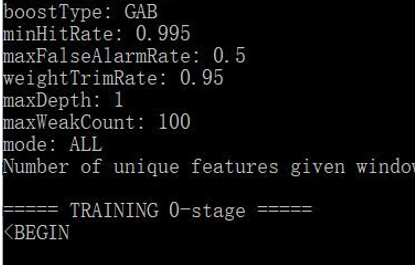 boostType: GAB
minHitRate: 0.995
maxFalseAlarmRate: 0.5
weightTrimRate: 0.95
maxDepth: 1
maxWeakCount: 100
mode: ALL
Number of unique features given windo
===== TRAINING 0-stage =====
<BEGIN